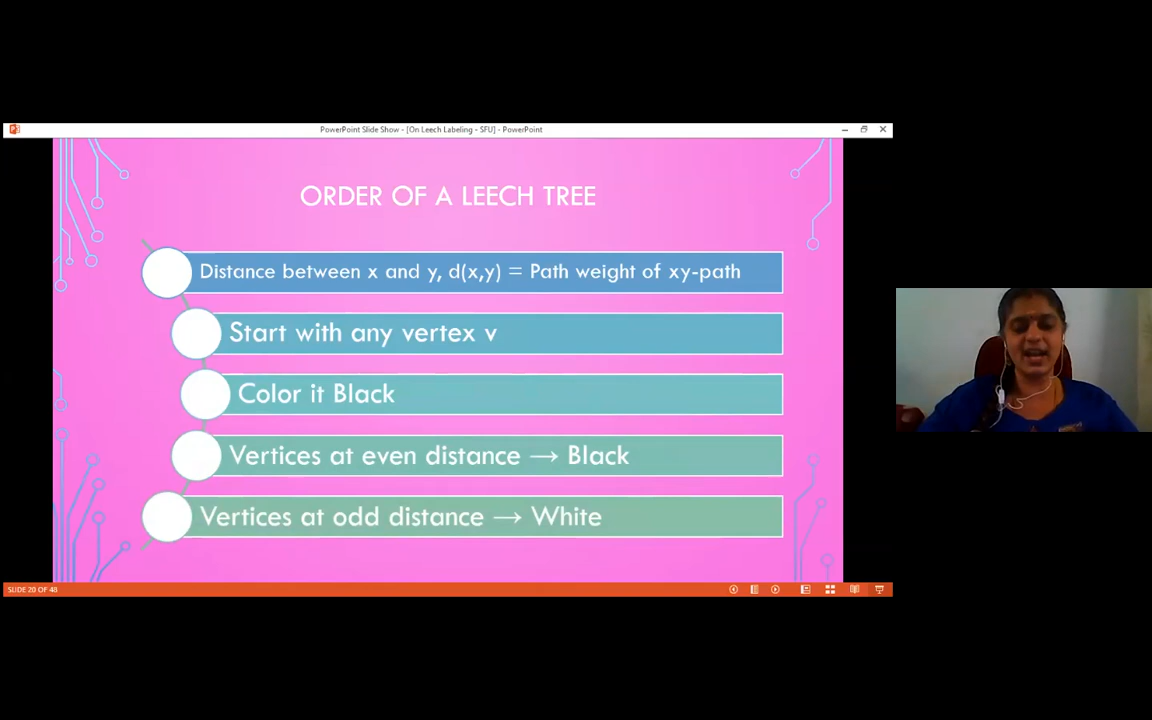 PowerPoint Slide Show - [On Leech Labeling - SFU] - PowerPoint
ORDER OF A LEECH TREE
Distance between x and y, d(x,y) = Path weight of xy-path
Start with any vertex v
Color it Black
Vertices at even distance → Black
Vertices at odd distance → White
SLIDE 20 OF 48